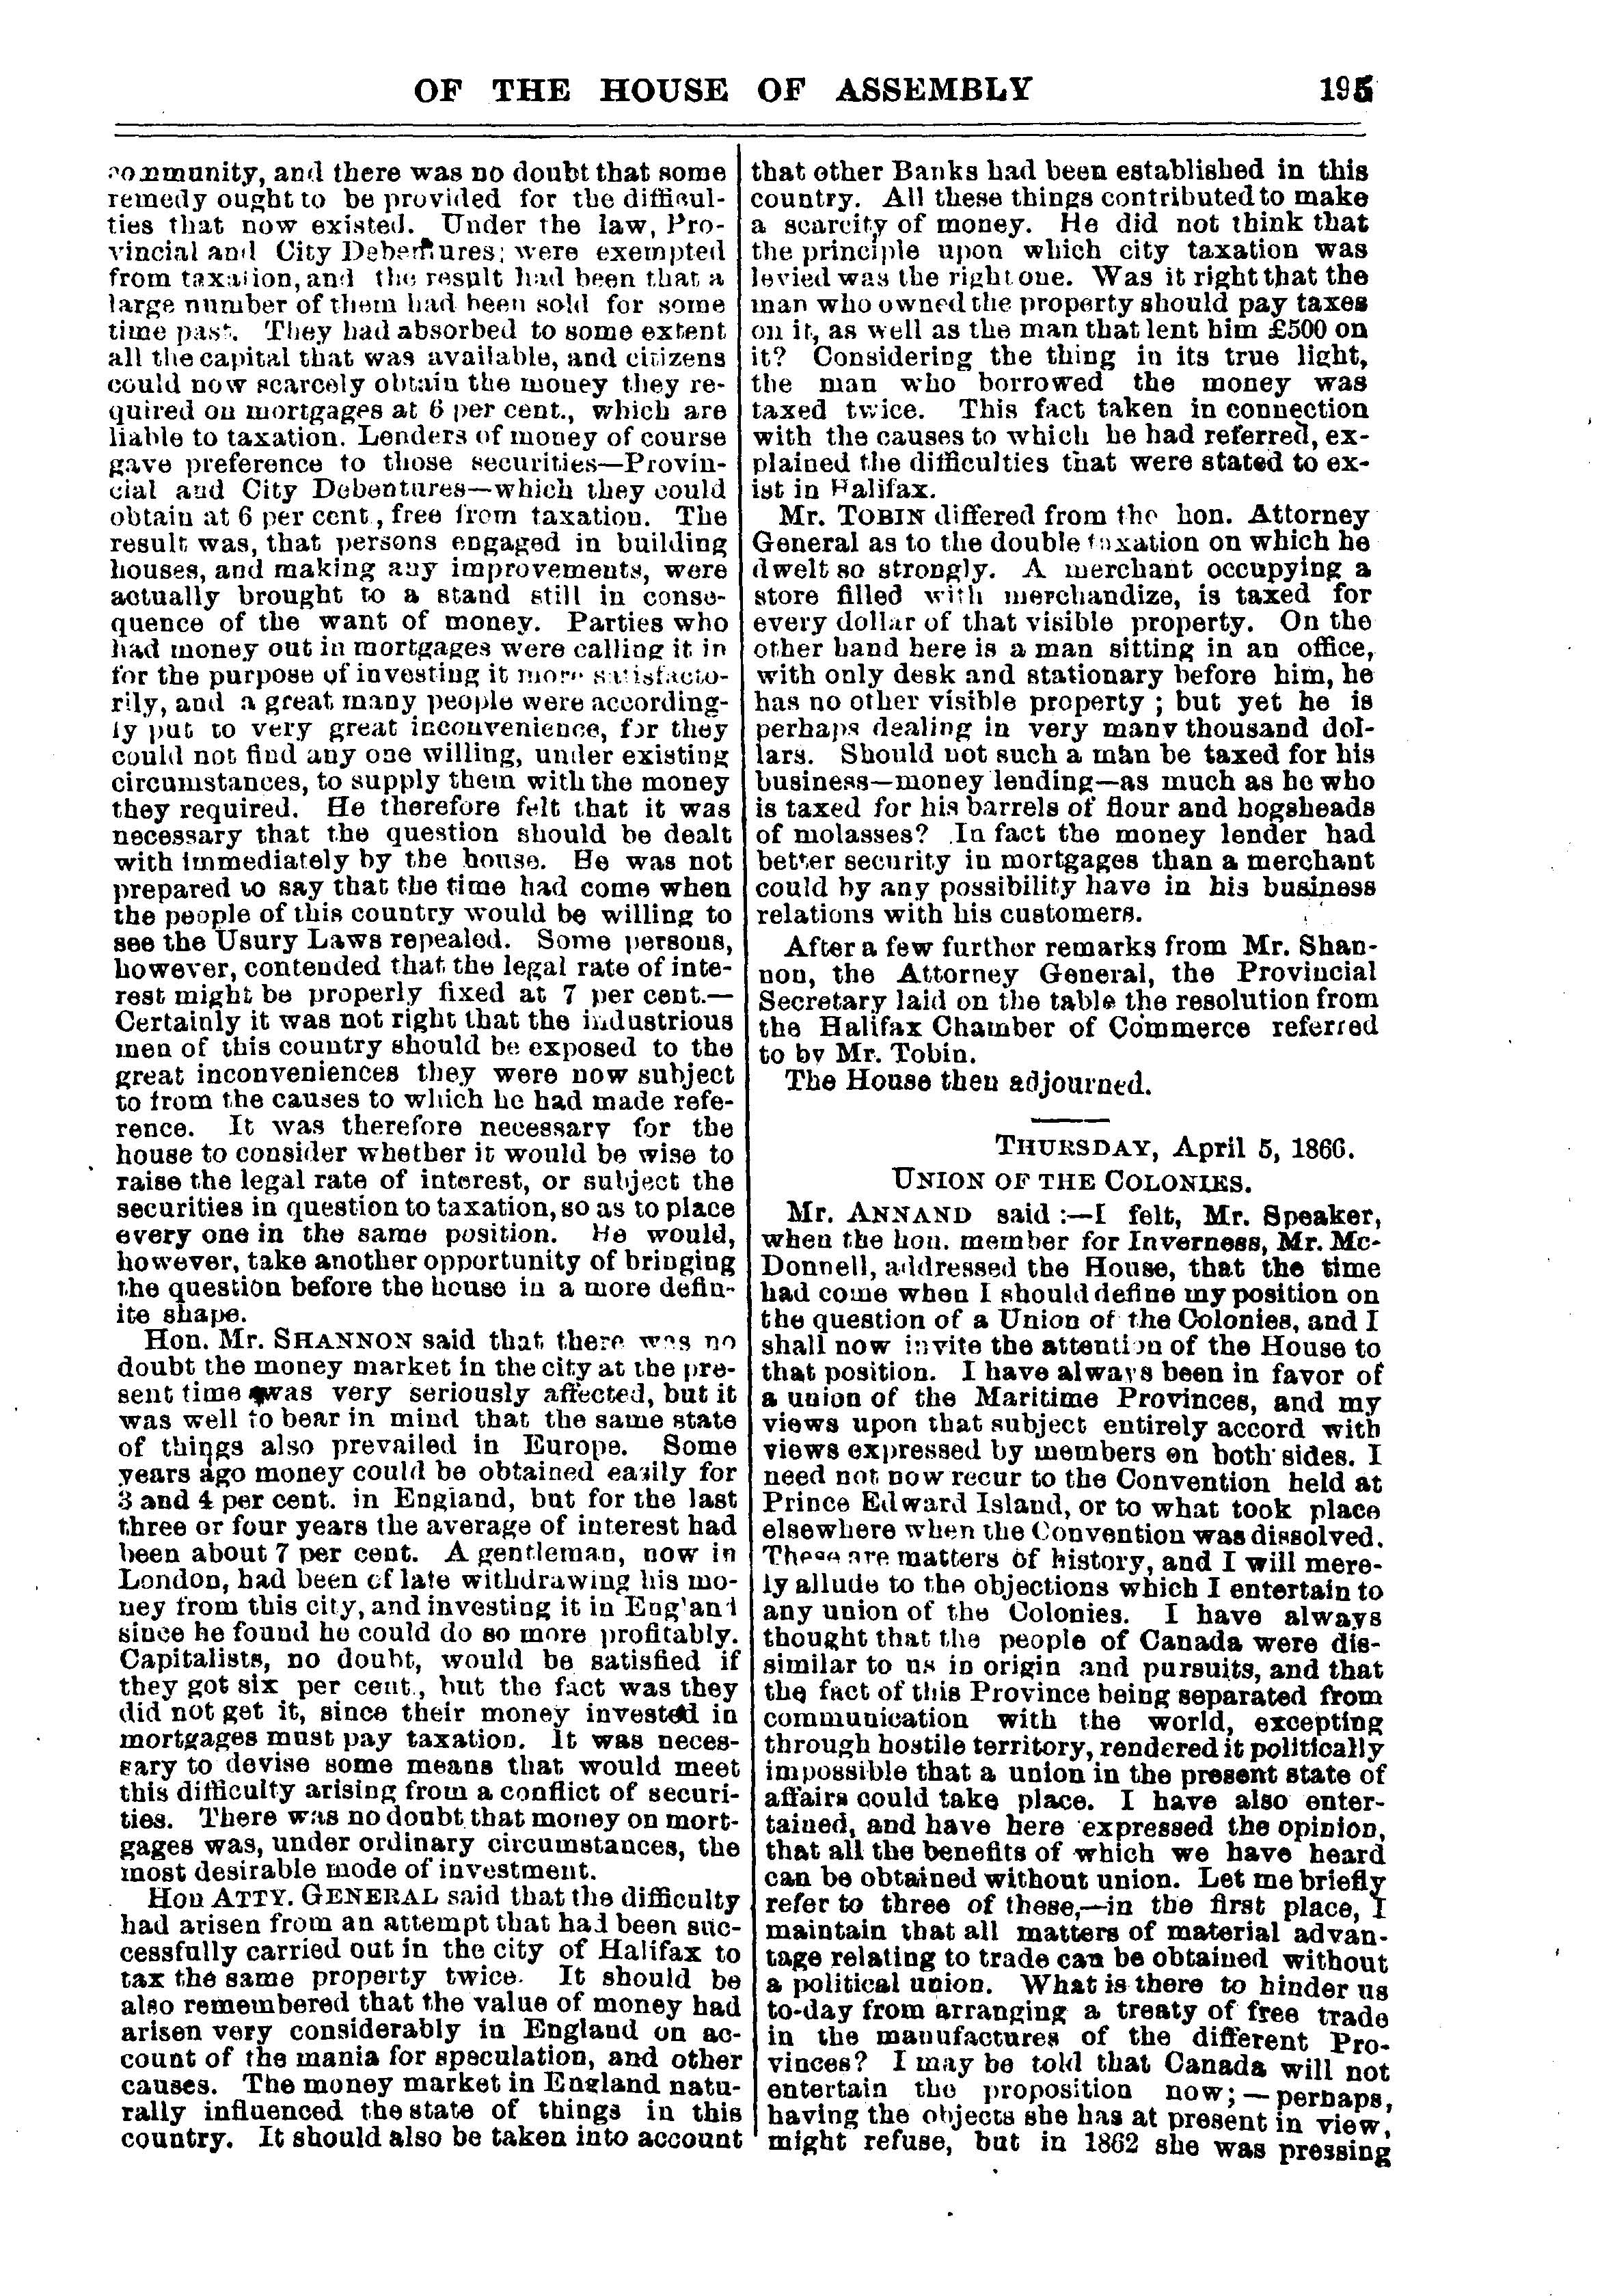 OF THE HOUSE OF ASSEMBLY 195
community, and there was no doubt that some
remedy ought to be provided for the difficul-
ties that now existed. Under the law, Pro-
vincial and City Debentures; were exempted
from taxation, and the result had been that a
large number of them had been sold for some
time past. They had absorbed to some extent
all the capital that was available, and citizens
could now scarcely obtain the money they re-
quired on mortgages at 6 per cent., which are
liable to taxation. Lenders of money of course
gave preference to those securities—Provin-
cial and City Debentures—which they could
obtain at 6 per cent, free from taxation. The
result was, that persons engaged in building
houses, and making any improvements, were
actually brought to a stand still in conse-
quence of the want of money. Parties who
had money out in mortgages were calling it in
for the purpose of investing it more satisfacto-
rily, and a great many people were according-
ly put to very great inconvenience, for they
could not find any one willing, under existing
circumstances, to supply them with the money
they required. He therefore felt that it was
necessary that the question should be dealt
with immediately by the house. He was not
prepared to say that the time had come when
the people of this country would be willing to
see the Usury Laws repealed. Some persons,
however, contended that the legal rate of inte-
rest might be properly fixed at 7 per cent.—
Certainly it was not right that the industrious
men of this country should be exposed to the
great inconveniences they were now subject
to from the causes to which he had made refe-
rence. It was therefore necessary for the
house to consider whether it would be wise to
raise the legal rate of interest, or subject the
securities in question to taxation, so as to place
every one in the same position. He would,
however, take another opportunity of bringing
the question before the house in a more defin-
ite shape.
Hon. Mr. SHANNON said that there was no
doubt the money market in the city at the pre-
sent time was very seriously affected, but it
was well to bear in mind that the same state
of things also prevailed in Europe. Some
years ago money could be obtained easily for
3 and 4 per cent. in England, but for the last
three or four years the average of interest had
been about 7 per cent. A gentleman, now in
London, had been of late withdrawing his mo-
ney from this city, and investing it in England
since he found he could do so more profitably.
Capitalists, no doubt, would be satisfied if
they got six per cent., but the fact was they
did not get it, since their money invested in
mortgages must pay taxation. It was neces-
sary to devise some means that would meet
this difficulty arising from a conflict of securi-
ties. There was no doubt that money on mort-
gages was, under ordinary circumstances, the
most desirable mode of investment.
Hon ATTY. GENERAL said that the difficulty
had arisen from an attempt that had been suc-
cessfully carried out in the city of Halifax to
tax the same property twice. It should be
also remembered that the value of money had
arisen very considerably in England on ac-
count of the mania for speculation, and other
causes. The money market in England natu-
rally influenced the state of things in this
country. It should also be taken into account
that other Banks had been established in this
country. All these things contributed to make
a scarcity of money. He did not think that
the principle upon which city taxation was
levied was the right one. Was it right that the
man who owned the property should pay taxes
on it, as well as the man that lent him £500 on
it? Considering the thing in its true light,
the man who borrowed the money was
taxed twice. This fact taken in connection
with the causes to which he had referred, ex-
plained the difficulties that were stated to ex-
ist in Halifax.
Mr. TOBIN differed from the hon. Attorney
General as to the double taxation on which he
dwelt so strongly. A merchant occupying a
store filled with merchandize, is taxed for
every dollar of that visible property. On the
other hand here is a man sitting in an office,
with only desk and stationary before him, he
has no other visible property ; but yet he is
perhaps dealing in very many thousand dol-
lars. Should not such a man be taxed for his
business—money lending—as much as he who
is taxed for his barrels of flour and hogsheads
of molasses? In fact the money lender had
better security in mortgages than a merchant
could by any possibility have in his business
relations with his customers.
After a few further remarks from Mr. Shan-
non, the Attorney General, the Provincial
Secretary laid on the table the resolution from
the Halifax Chamber of Commerce referred
to by Mr. Tobin.
The House then adjourned.
THURSDAY, April 5, 1866.
UNION OF THE COLONIES.
Mr. ANNAND said :—I felt, Mr. Speaker,
when the hon. member for Inverness, Mr. Mc-
Donnell, addressed the House, that the time
had come when I should define my position on
the question of a Union of the Colonies, and I
shall now invite the attention of the House to
that position. I have always been in favor of
a union of the Maritime Provinces, and my
views upon that subject entirely accord with
views expressed by members on both sides. I
need not now recur to the Convention held at
Prince Edward Island, or to what took place
elsewhere when the Convention was dissolved.
These are matters of history, and I will mere-
ly allude to the objections which I entertain to
any union of the Colonies. I have always
thought that the people of Canada were dis-
similar to us in origin and pursuits, and that
the fact of this Province being separated from
communication with the world, excepting
through hostile territory, rendered it politically
impossible that a union in the present state of
affairs could take place. I have also enter-
tained, and have here expressed the opinion,
that all the benefits of which we have heard
can be obtained without union. Let me briefly
refer to three of these,—in the first place, I
maintain that all matters of material advan-
tage relating to trade can be obtained without
a political union. What is there to hinder us
to-day from arranging a treaty of free trade
in the manufactures of the different Pro-
vinces? I may be told that Canada will not
entertain the proposition now; — perhaps,
having the objects she has at present in view,
might refuse, but in 1862 she was pressing